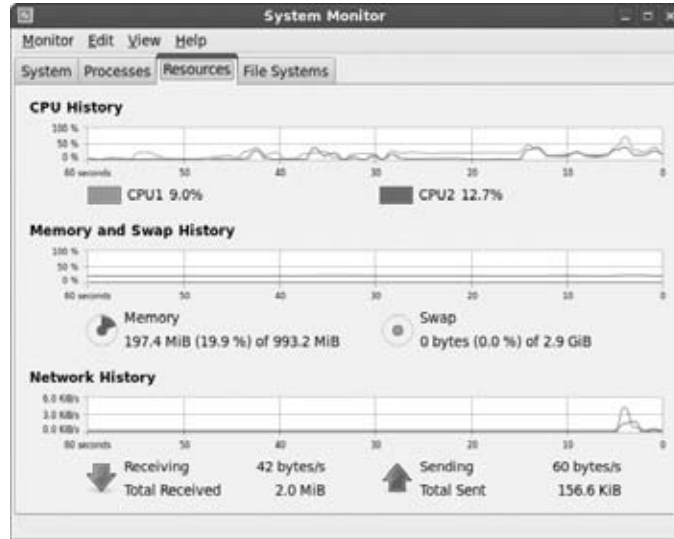 System Monitor
Monitor Edit View Help
System Processes Resources File Systems
CPU History
100 %
50 %
0 %
60 seconds 50 40 30 20 10 0
CPU1 9.0% CPU2 12.7%
Memory and Swap History
100 %
50 %
0 %
60 seconds 50 40 30 20 10 0
Memory Swap
197.4 MiB (19.9 %) of 993.2 MiB 0 bytes (0.0 %) of 2.9 GiB
Network History
6.0 KiB/s
3.0 KiB/s
0.0 KiB/s
60 seconds 50 40 30 20 10 0
Receiving 42 bytes/s Sending 60 bytes/s
Total Received 2.0 MiB Total Sent 156.6 KiB